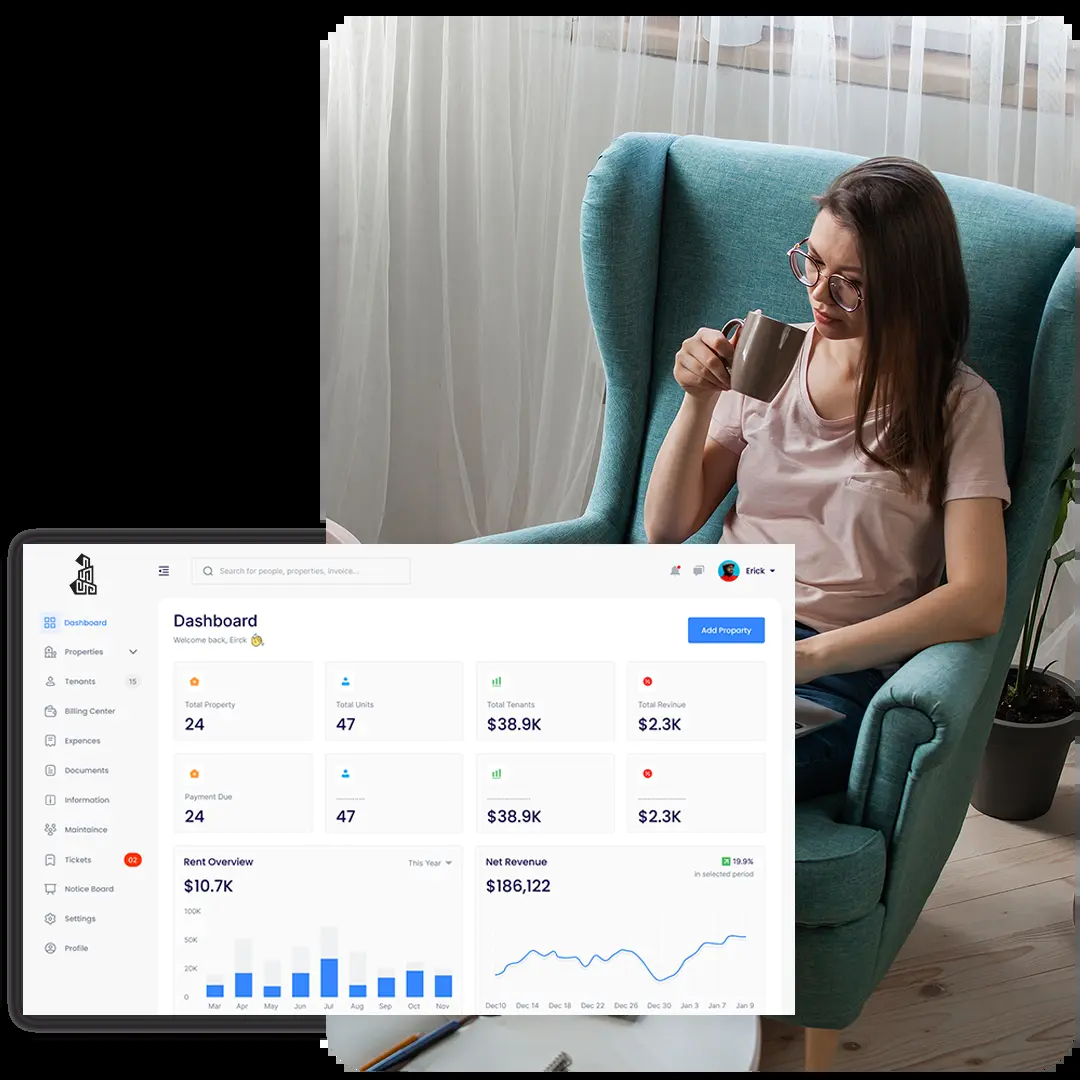 Search for people, properties, invoice...
Erick
Dashboard
Properties
Tenants 15
Billing Center
Expences
Documents
Information
Maintaince
Tickets 02
Notice Board
Settings
Profile
Dashboard
Welcome back, Eirck
Add Proparty
Total Property
24
Total Units
47
Total Tenants
$38.9K
Total Revinue
$2.3K
Payment Due
24
47
$38.9K
$2.3K
Rent Overview
This Year
$10.7K
100K
50K
20K
0
Mar Apr May Jun Jul Aug Sep Oct Nov
Net Revenue
19.9%
in selected period
$186,122
Dec10 Dec 14 Dec 18 Dec 22 Dec 26 Dec 30 Jan 3 Jan 7 Jan 9